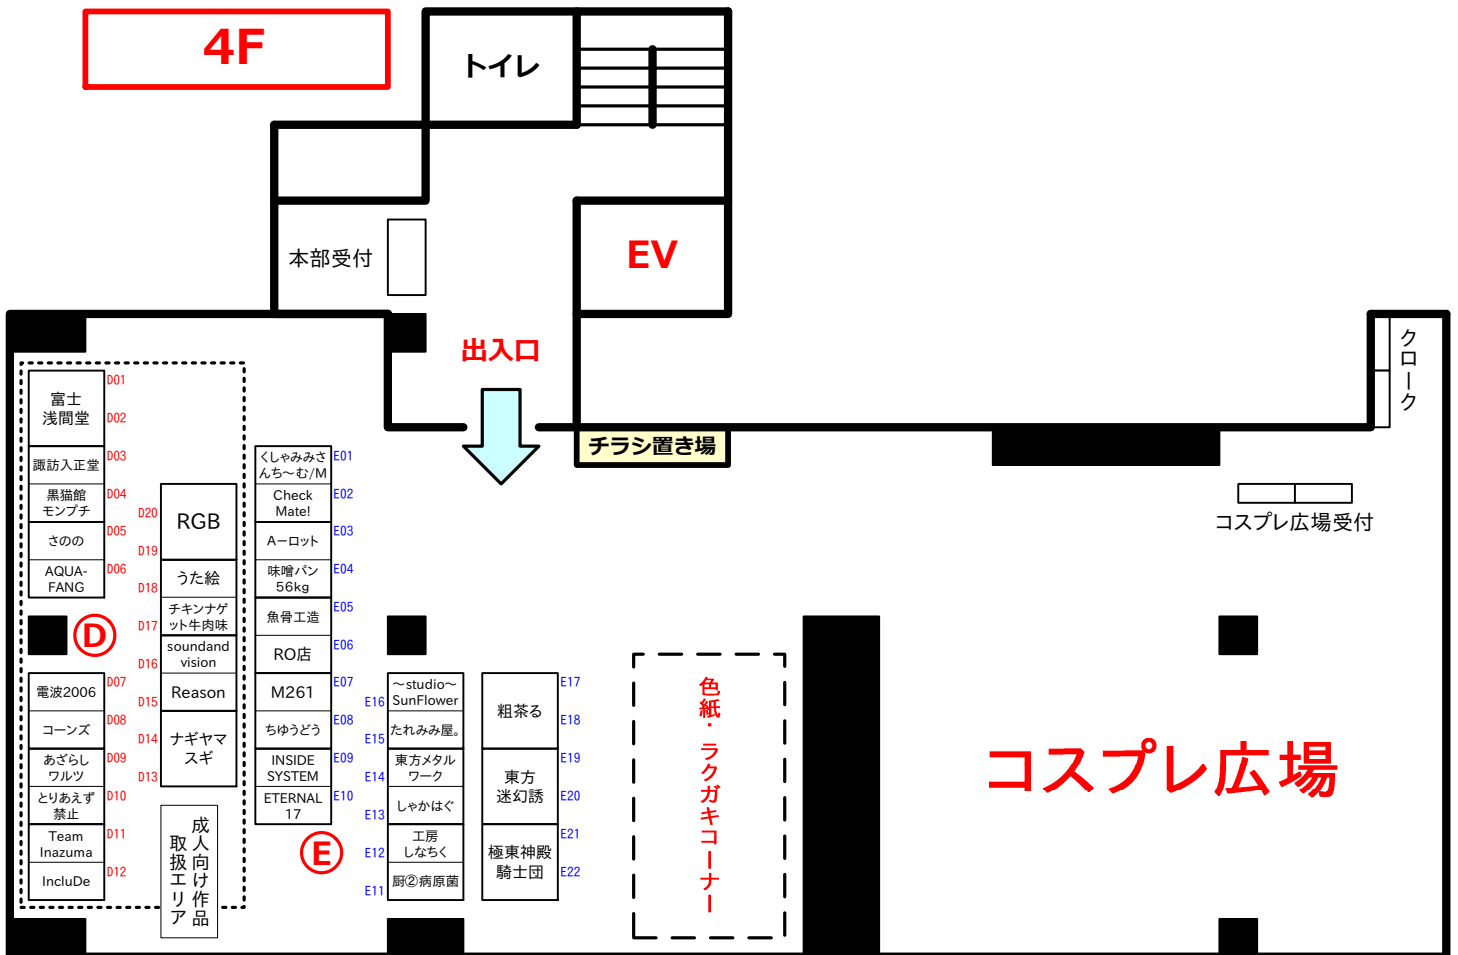 4F
トイレ
本部受付
EV
出入口
チラシ置き場
クローク
コスプレ広場受付
コスプレ広場
色紙・ラクガキコーナー
富士
浅間堂
D01
D02
諏訪入正堂
D03
黒猫館
モンプチ
D04
さのの
D05
AQUA-
FANG
D06
D
電波2006
D07
コーンズ
D08
あざらし
ワルツ
D09
とりあえず
禁止
D10
Team
Inazuma
D11
IncluDe
D12
D20
RGB
D19
D18
うた絵
D17
チキンナゲ
ット牛肉味
D16
soundand
vision
D15
Reason
D14
ナギヤマ
スギ
D13
成人向け作品
取扱エリア
くしゃみみさ
んち～む/M
E01
Check
Mate!
E02
A－ロット
E03
味噌パン
56kg
E04
魚骨工造
E05
RO店
E06
M261
E07
ちゆうどう
E08
INSIDE
SYSTEM
E09
ETERNAL
17
E10
E
E16
～studio～
SunFlower
E15
たれみみ屋。
E14
東方メタル
ワーク
E13
しゃかはぐ
E12
工房
しなちく
E11
厨②病原菌
粗茶る
E17
E18
東方
迷幻誘
E19
E20
極東神殿
騎士団
E21
E22